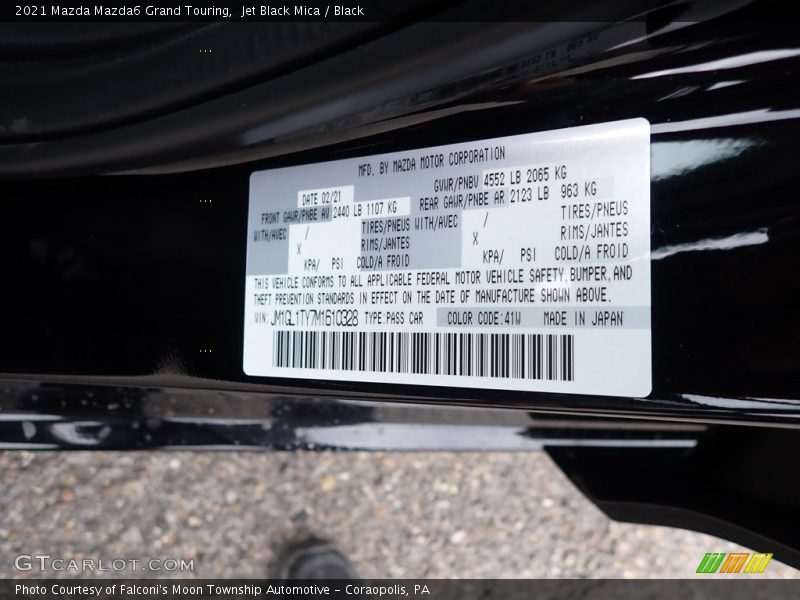 2021 Mazda Mazda6 Grand Touring,  Jet Black Mica / Black
MFD. BY MAZDA MOTOR CORPORATION
DATE 02/21 GVWR/PNBV 4552 LB 2065 KG
FRONT GAWR/PNBE AV 2440 LB 1107 KG REAR GAWR/PNBE AR 2123 LB 963 KG
WITH/AVEC / TIRES/PNEUS WITH/AVEC / TIRES/PNEUS
X RIMS/JANTES X RIMS/JANTES
KPA/ PSI COLD/A FROID KPA/ PSI COLD/A FROID
THIS VEHICLE CONFORMS TO ALL APPLICABLE FEDERAL MOTOR VEHICLE SAFETY, BUMPER, AND
THEFT PREVENTION STANDARDS IN EFFECT ON THE DATE OF MANUFACTURE SHOWN ABOVE.
VIN: JM1GL1TY7M1610328 TYPE:PASS CAR COLOR CODE:41W MADE IN JAPAN
GTCARLOT.COM
Photo Courtesy of Falconi's Moon Township Automotive - Coraopolis, PA